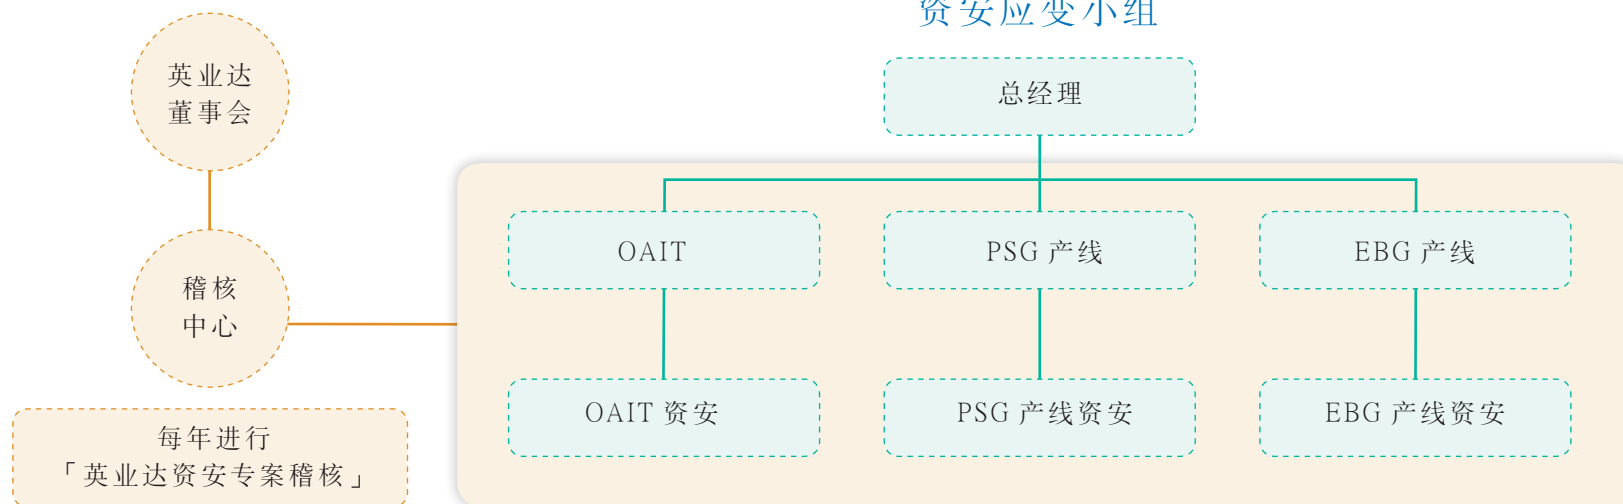 资安应变小组
英业达
董事会
总经理
稽核
中心
OAIT
PSG 产线
EBG 产线
OAIT 资安
PSG 产线资安
EBG 产线资安
每年进行
「英业达资安专案稽核」